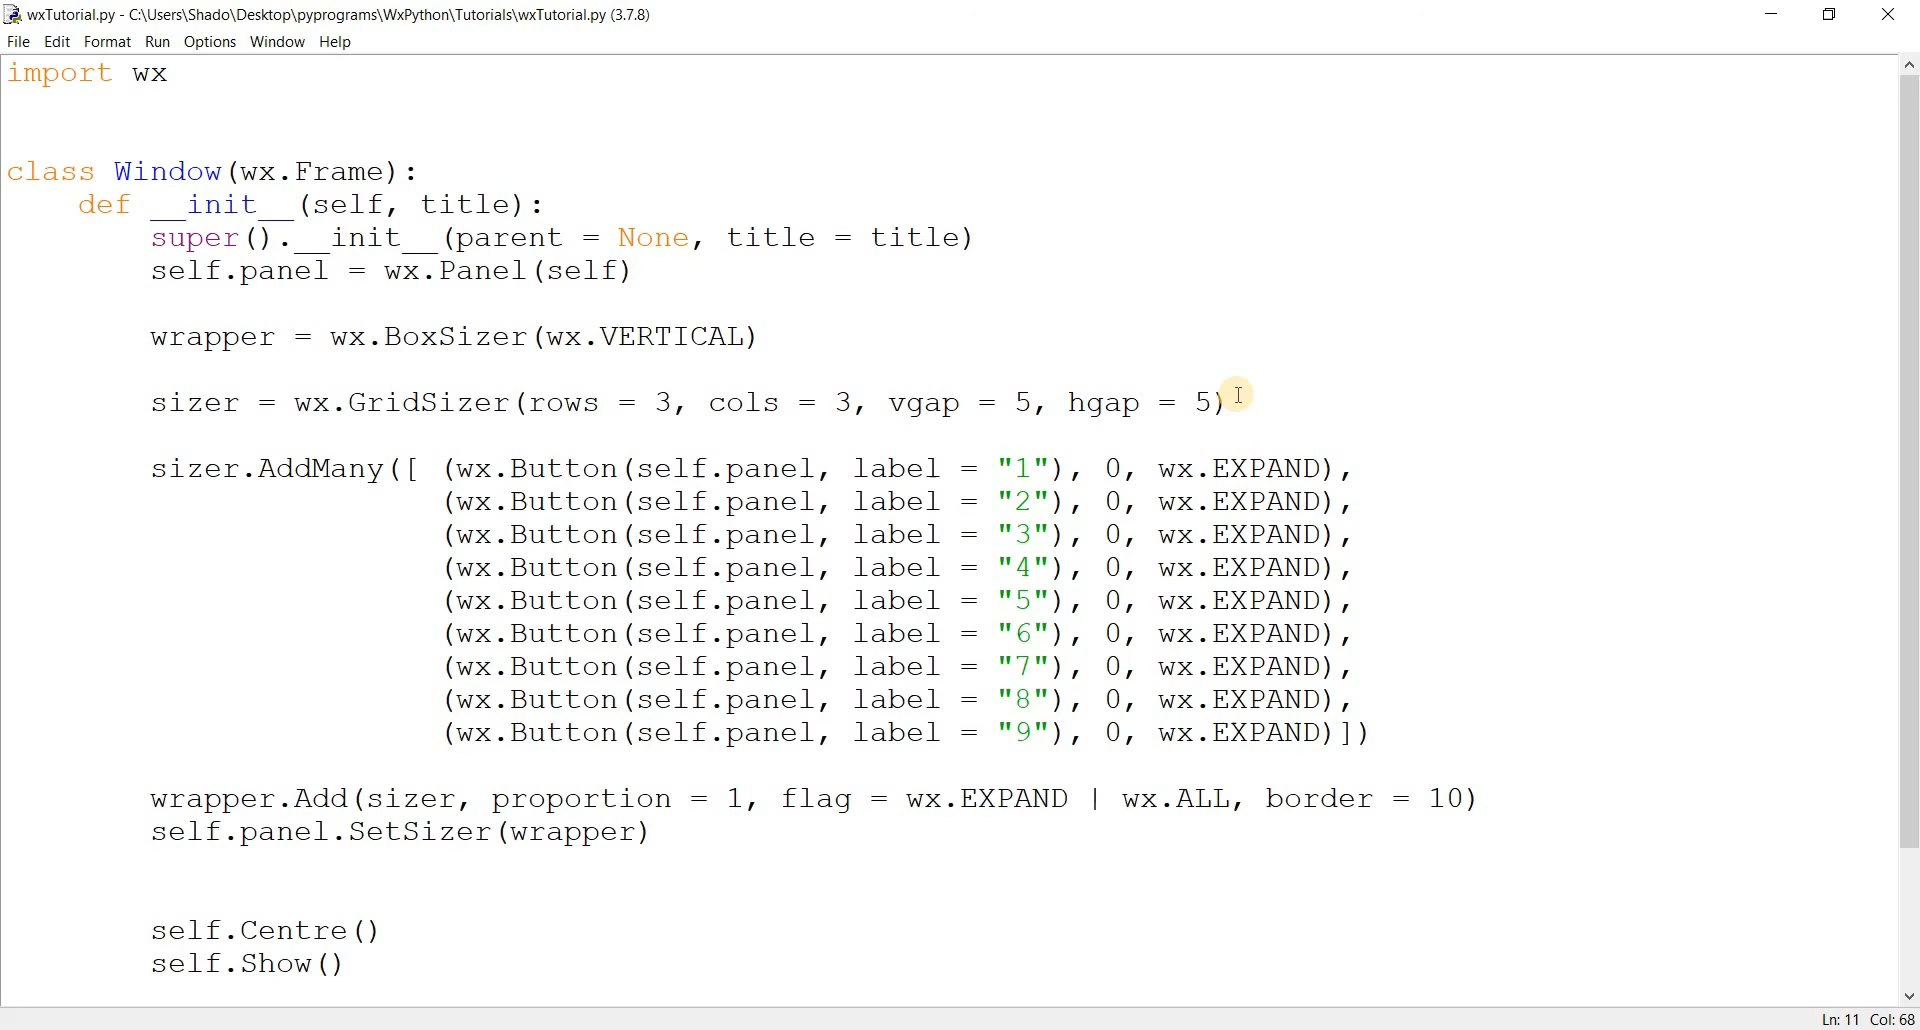 wxTutorial.py - C:\Users\Shado\Desktop\pyprograms\WxPython\Tutorials\wxTutorial.py (3.7.8)
File Edit Format Run Options Window Help
import wx
class Window(wx.Frame):
    def __init__(self, title):
        super().__init__(parent = None, title = title)
        self.panel = wx.Panel(self)
        wrapper = wx.BoxSizer(wx.VERTICAL)
        sizer = wx.GridSizer(rows = 3, cols = 3, vgap = 5, hgap = 5)
        sizer.AddMany([ (wx.Button(self.panel, label = "1"), 0, wx.EXPAND),
                        (wx.Button(self.panel, label = "2"), 0, wx.EXPAND),
                        (wx.Button(self.panel, label = "3"), 0, wx.EXPAND),
                        (wx.Button(self.panel, label = "4"), 0, wx.EXPAND),
                        (wx.Button(self.panel, label = "5"), 0, wx.EXPAND),
                        (wx.Button(self.panel, label = "6"), 0, wx.EXPAND),
                        (wx.Button(self.panel, label = "7"), 0, wx.EXPAND),
                        (wx.Button(self.panel, label = "8"), 0, wx.EXPAND),
                        (wx.Button(self.panel, label = "9"), 0, wx.EXPAND)])
        wrapper.Add(sizer, proportion = 1, flag = wx.EXPAND | wx.ALL, border = 10)
        self.panel.SetSizer(wrapper)
        self.Centre()
        self.Show()
Ln: 11 Col: 68